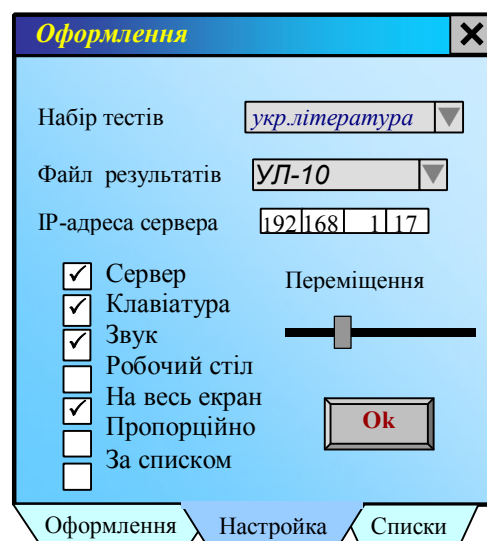 Оформлення
Набір тестів укр.література
Файл результатів УЛ-10
IP-адреса сервера 192 168 1 17
Сервер
Переміщення
Клавіатура
Звук
Робочий стіл
На весь екран
Ok
Пропорційно
За списком
Оформлення Настройка Списки